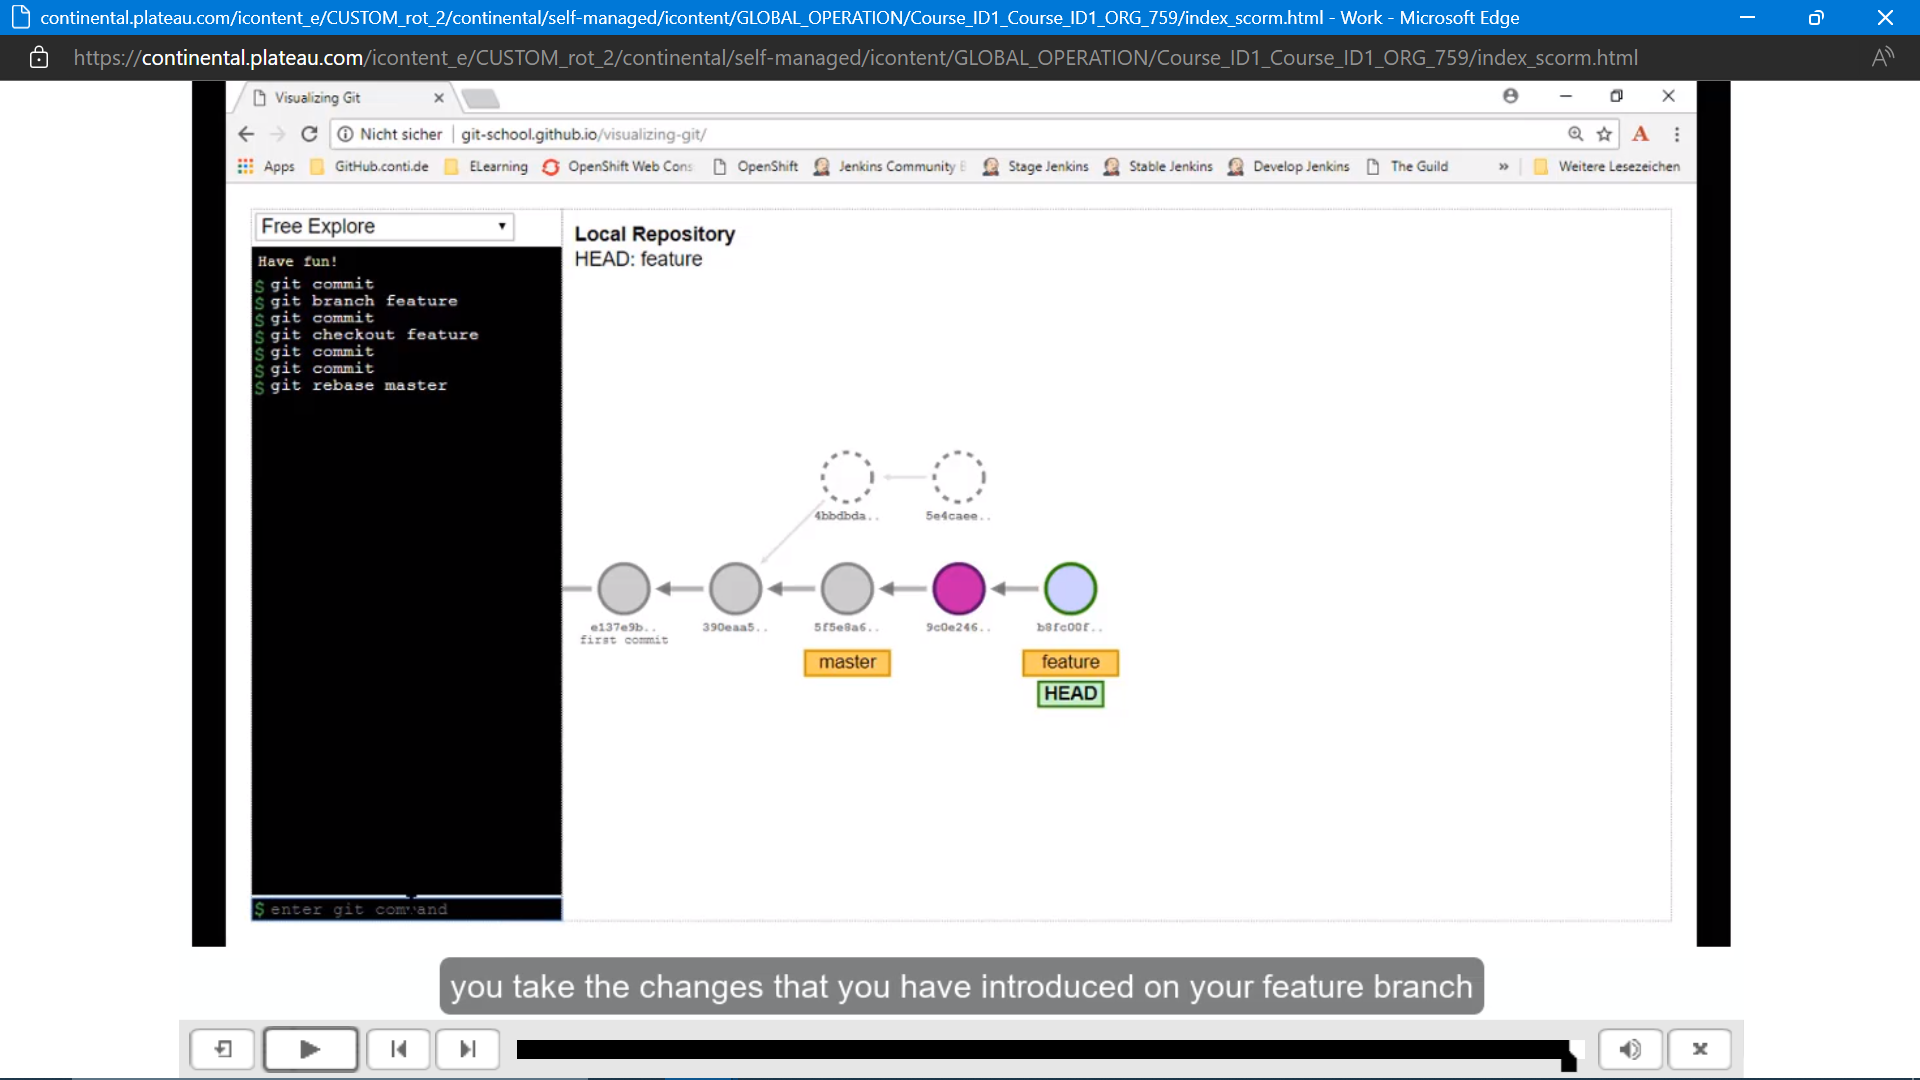 continental.plateau.com/icontent_e/CUSTOM_rot_2/continental/self-managed/icontent/GLOBAL_OPERATION/Course_ID1_Course_ID1_ORG_759/index_scorm.html - Work - Microsoft Edge
https://continental.plateau.com/icontent_e/CUSTOM_rot_2/continental/self-managed/icontent/GLOBAL_OPERATION/Course_ID1_Course_ID1_ORG_759/index_scorm.html
Visualizing Git
Nicht sicher | git-school.github.io/visualizing-git/
Apps GitHub.conti.de ELearning OpenShift Web Cons OpenShift Jenkins Community Stage Jenkins Stable Jenkins Develop Jenkins The Guild » Weitere Lesezeichen
Free Explore
Local Repository
HEAD: feature
Have fun!
$ git commit
$ git branch feature
$ git commit
$ git checkout feature
$ git commit
$ git commit
$ git rebase master
4bbdbda.. 5e4caee..
e137e9b.. 390eaa5.. 5f5e8a6.. 9c0e246.. b8fc00f..
first commit
master feature
HEAD
$ enter git command
you take the changes that you have introduced on your feature branch